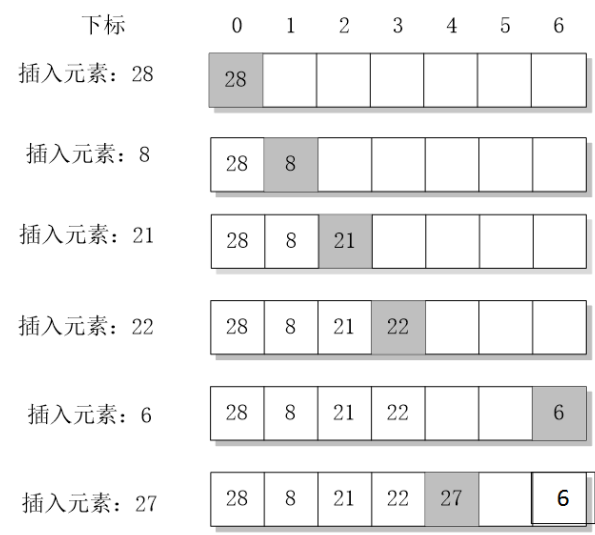 下标 0 1 2 3 4 5 6
插入元素：28 28
插入元素：8 28 8
插入元素：21 28 8 21
插入元素：22 28 8 21 22
插入元素：6 28 8 21 22 6
插入元素：27 28 8 21 22 27 6